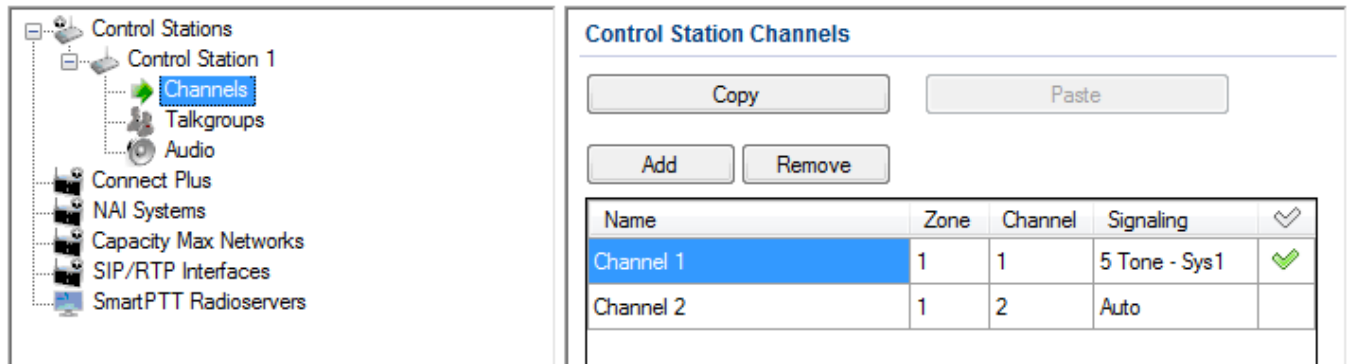 Control Stations
Control Station 1
Channels
Talkgroups
Audio
Connect Plus
NAI Systems
Capacity Max Networks
SIP/RTP Interfaces
SmartPTT Radioservers
Control Station Channels
Copy Paste
Add Remove
Name Zone Channel Signaling
Channel 1 1 1 5 Tone - Sys1
Channel 2 1 2 Auto